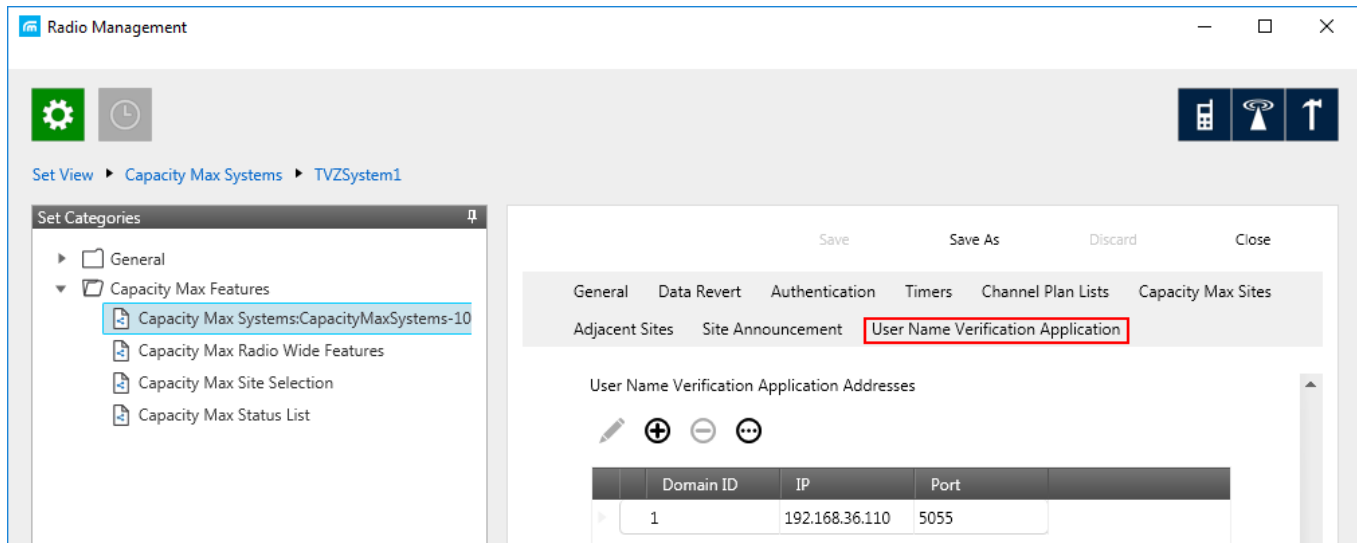 Radio Management
Set View ▶ Capacity Max Systems ▶ TVZSystem1
Set Categories
General
Capacity Max Features
Capacity Max Systems:CapacityMaxSystems-10
Capacity Max Radio Wide Features
Capacity Max Site Selection
Capacity Max Status List
Save Save As Discard Close
General Data Revert Authentication Timers Channel Plan Lists Capacity Max Sites
Adjacent Sites Site Announcement User Name Verification Application
User Name Verification Application Addresses
Domain ID IP Port
1 192.168.36.110 5055